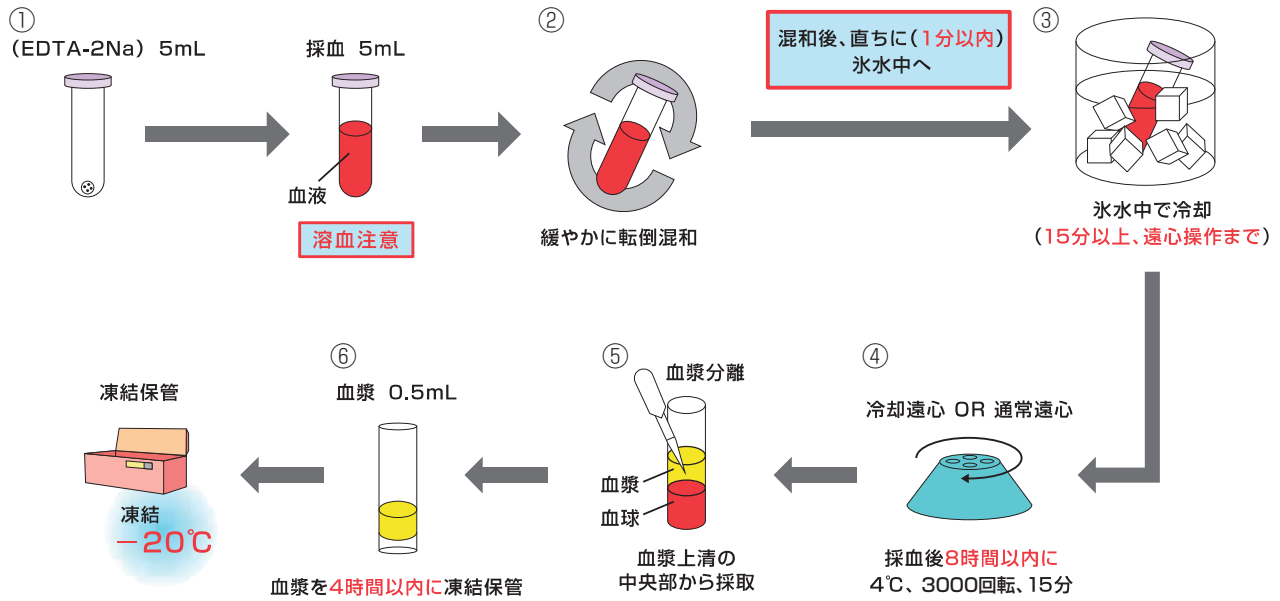 ①
(EDTA-2Na) 5mL
採血 5mL
血液
溶血注意
②
緩やかに転倒混和
混和後、直ちに(1分以内)
氷水中へ
③
氷水中で冷却
(15分以上、遠心操作まで)
④
冷却遠心 OR 通常遠心
採血後8時間以内に
4℃、3000回転、15分
⑤
血漿分離
血漿
血球
血漿上清の
中央部から採取
⑥
血漿 0.5mL
血漿を4時間以内に凍結保管
凍結保管
凍結
−20℃